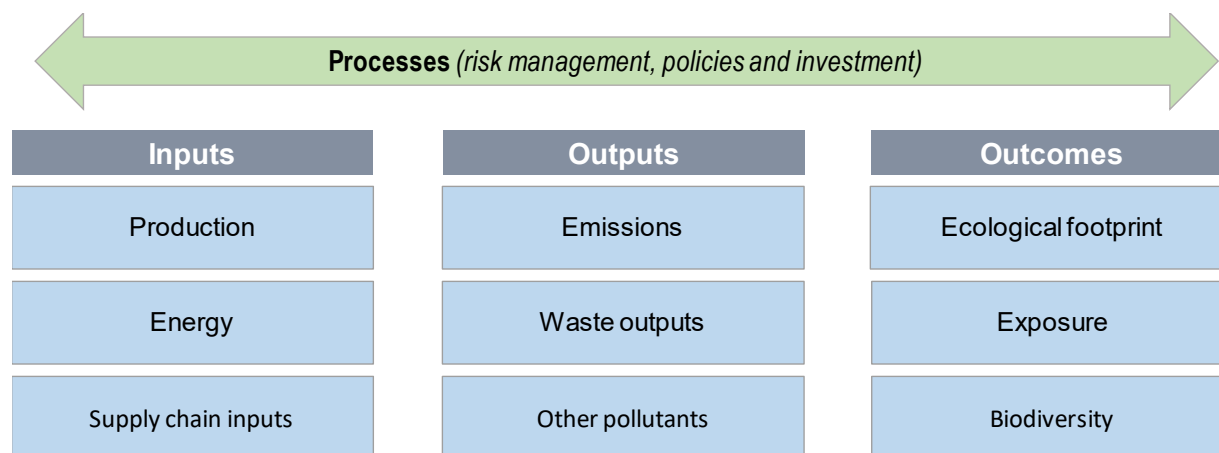 Processes (risk management, policies and investment)
Inputs
Outputs
Outcomes
Production
Emissions
Ecological footprint
Energy
Waste outputs
Exposure
Supply chain inputs
Other pollutants
Biodiversity